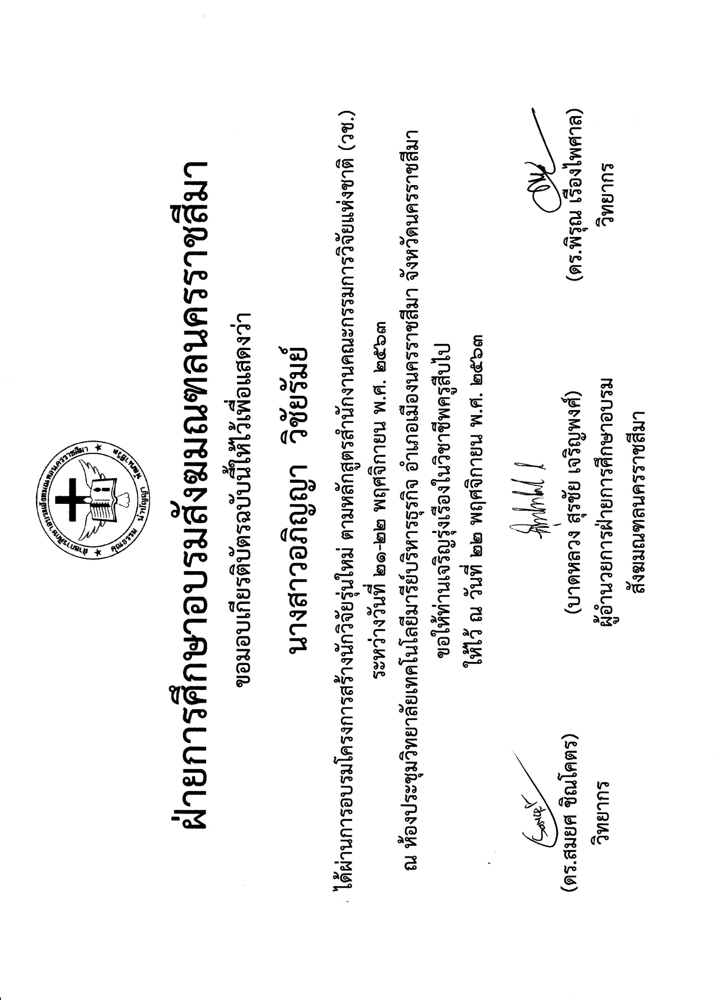 ฝ่ายการศึกษาอบรมสังฆมณฑลนครราชสีมา
คุณธรรม นำปัญญา พัฒนาชีวิต
ฝ่ายการศึกษาอบรมสังฆมณฑลนครราชสีมา
ขอมอบเกียรติบัตรฉบับนี้ให้ไว้เพื่อแสดงว่า
นางสาวอภิญญา วิชัยรัมย์
ได้ผ่านการอบรมโครงการสร้างนักวิจัยรุ่นใหม่ ตามหลักสูตรสำนักงานคณะกรรมการวิจัยแห่งชาติ (วช.)
ระหว่างวันที่ ๒๑-๒๒ พฤศจิกายน พ.ศ. ๒๕๖๓
ณ ห้องประชุมวิทยาลัยเทคโนโลยีมารีย์บริหารธุรกิจ อำเภอเมืองนครราชสีมา จังหวัดนครราชสีมา
ขอให้ท่านเจริญรุ่งเรืองในวิชาชีพครูสืบไป
ให้ไว้ ณ วันที่ ๒๒ พฤศจิกายน พ.ศ. ๒๕๖๓
(ดร.สมยศ ชิณโคตร)
วิทยากร
(บาดหลวง สุรชัย เจริญพงศ์)
ผู้อำนวยการฝ่ายการศึกษาอบรม
สังฆมณฑลนครราชสีมา
(ดร.พิรุณ เรืองไพศาล)
วิทยากร